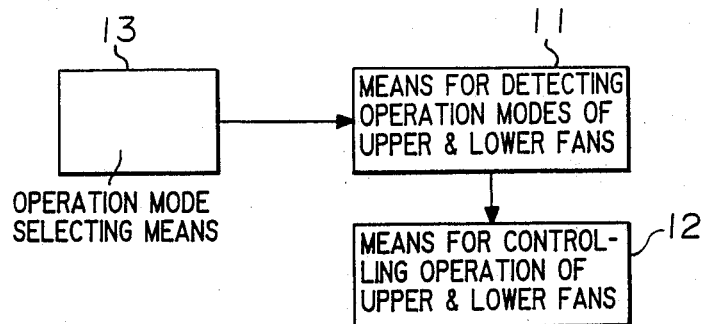 13
11
MEANS FOR DETECTING
OPERATION MODES OF
UPPER & LOWER FANS
OPERATION MODE
SELECTING MEANS
MEANS FOR CONTROL-
LING OPERATION OF
UPPER & LOWER FANS
12